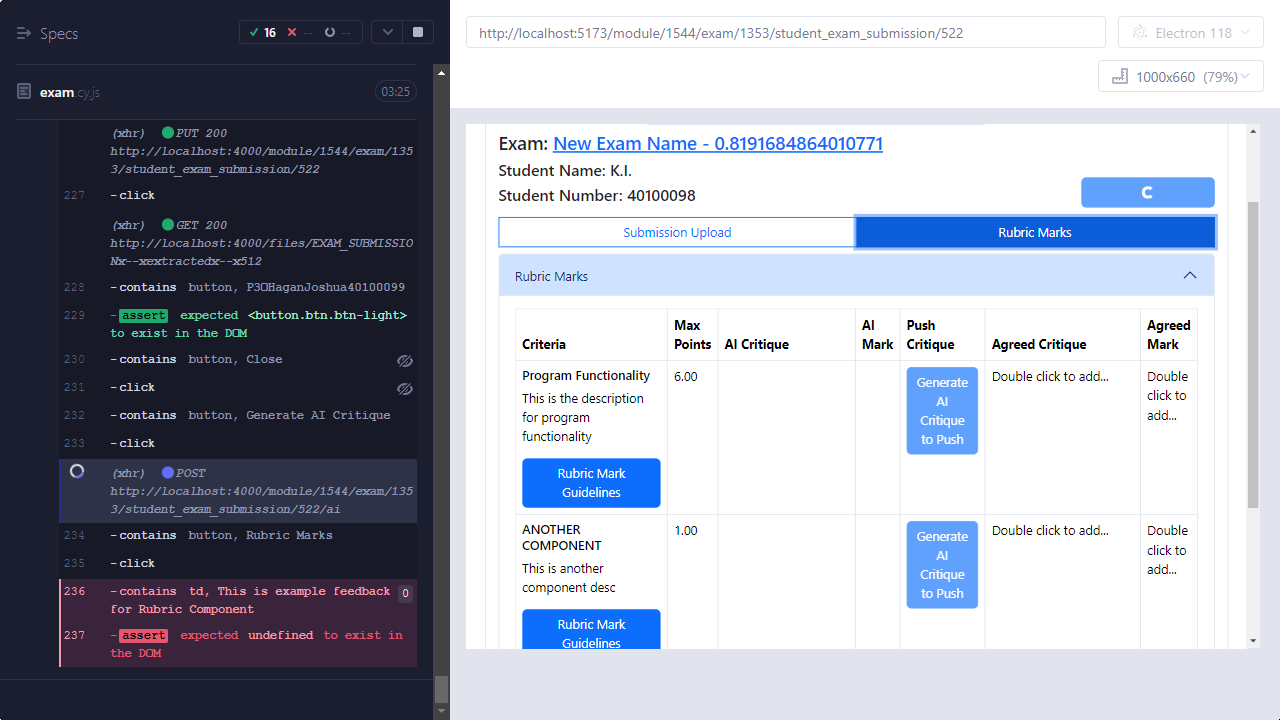 Specs
16
--
--
exam.cy.js
03:25
(xhr) PUT 200
http://localhost:4000/module/1544/exam/135
3/student_exam_submission/522
227 -click
(xhr) GET 200
http://localhost:4000/files/EXAM_SUBMISSIO
Nx--xextractedx--x512
228 -contains button, P3OHaganJoshua40100099
229 -assert expected <button.btn.btn-light>
to exist in the DOM
230 -contains button, Close
231 -click
232 -contains button, Generate AI Critique
233 -click
(xhr) POST
http://localhost:4000/module/1544/exam/135
3/student_exam_submission/522/ai
234 -contains button, Rubric Marks
235 -click
236 -contains td, This is example feedback
for Rubric Component
0
237 -assert expected undefined to exist in
the DOM
http://localhost:5173/module/1544/exam/1353/student_exam_submission/522
Electron 118
1000x660 (79%)
Exam: New Exam Name - 0.8191684864010771
Student Name: K.I.
Student Number: 40100098
Submission Upload
Rubric Marks
Rubric Marks
Criteria
Max
Points
AI Critique
AI
Mark
Push
Critique
Agreed Critique
Agreed
Mark
Program Functionality
This is the description
for program
functionality
Rubric Mark
Guidelines
6.00
Generate
AI
Critique
to Push
Double click to add...
Double
click to
add...
ANOTHER
COMPONENT
This is another
component desc
Rubric Mark
Guidelines
1.00
Generate
AI
Critique
to Push
Double click to add...
Double
click to
add...